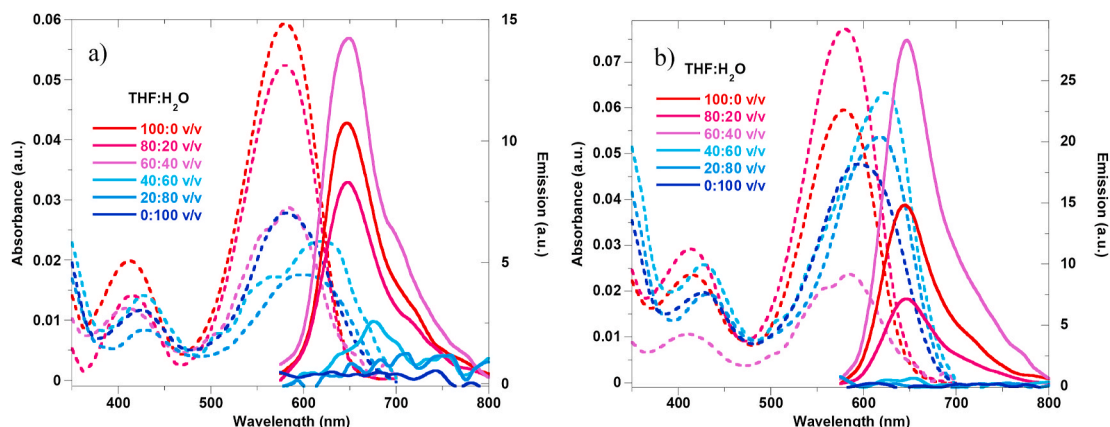 a)
THF:H2O
100:0 v/v
80:20 v/v
60:40 v/v
40:60 v/v
20:80 v/v
0:100 v/v
Absorbance (a.u.)
0.06
0.05
0.04
0.03
0.02
0.01
0
15
10
5
0
Emission (a.u.)
400 500 600 700 800
Wavelength (nm)
b)
THF:H2O
100:0 v/v
80:20 v/v
60:40 v/v
40:60 v/v
20:80 v/v
0:100 v/v
Absorbance (a.u.)
0.07
0.06
0.05
0.04
0.03
0.02
0.01
0
25
20
15
10
5
0
Emission (a.u.)
400 500 600 700 800
Wavelength (nm)